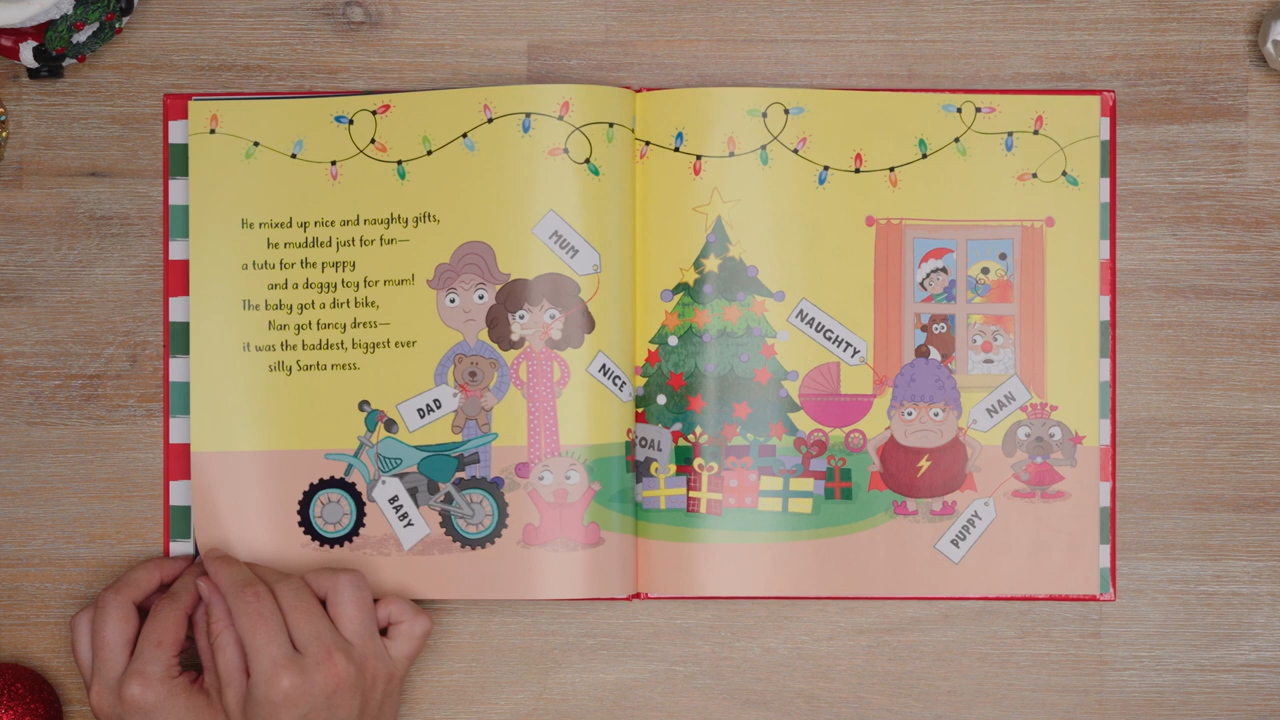 He mixed up nice and naughty gifts,
he muddled just for fun—
a tutu for the puppy
and a doggy toy for mum!
The baby got a dirt bike,
Nan got fancy dress—
it was the baddest, biggest ever
silly Santa mess.
MUM
DAD
BABY
NICE
OAL
NAUGHTY
NAN
PUPPY